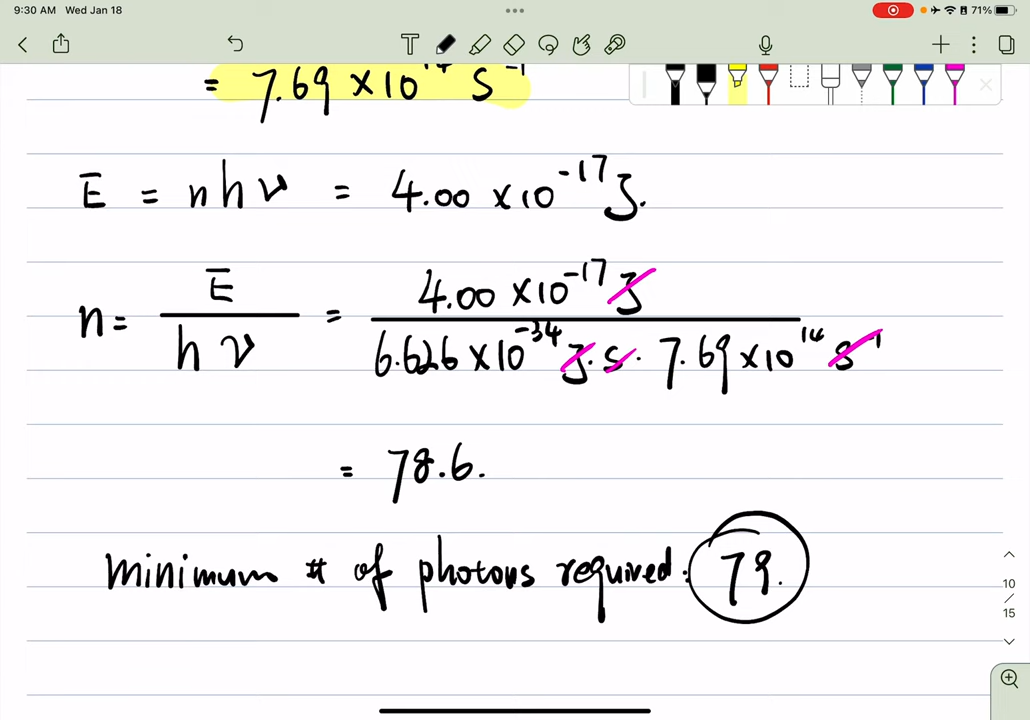 9:30 AM Wed Jan 18
71%
= 7.69 × 10¹⁴ S⁻¹
E = nhν = 4.00 × 10⁻¹⁷ J.
n = E / hν = 4.00 × 10⁻¹⁷ J / 6.626 × 10⁻³⁴ J·s · 7.69 × 10¹⁴ s⁻¹
= 78.6.
minimum # of photons required: 79.
10
/
15